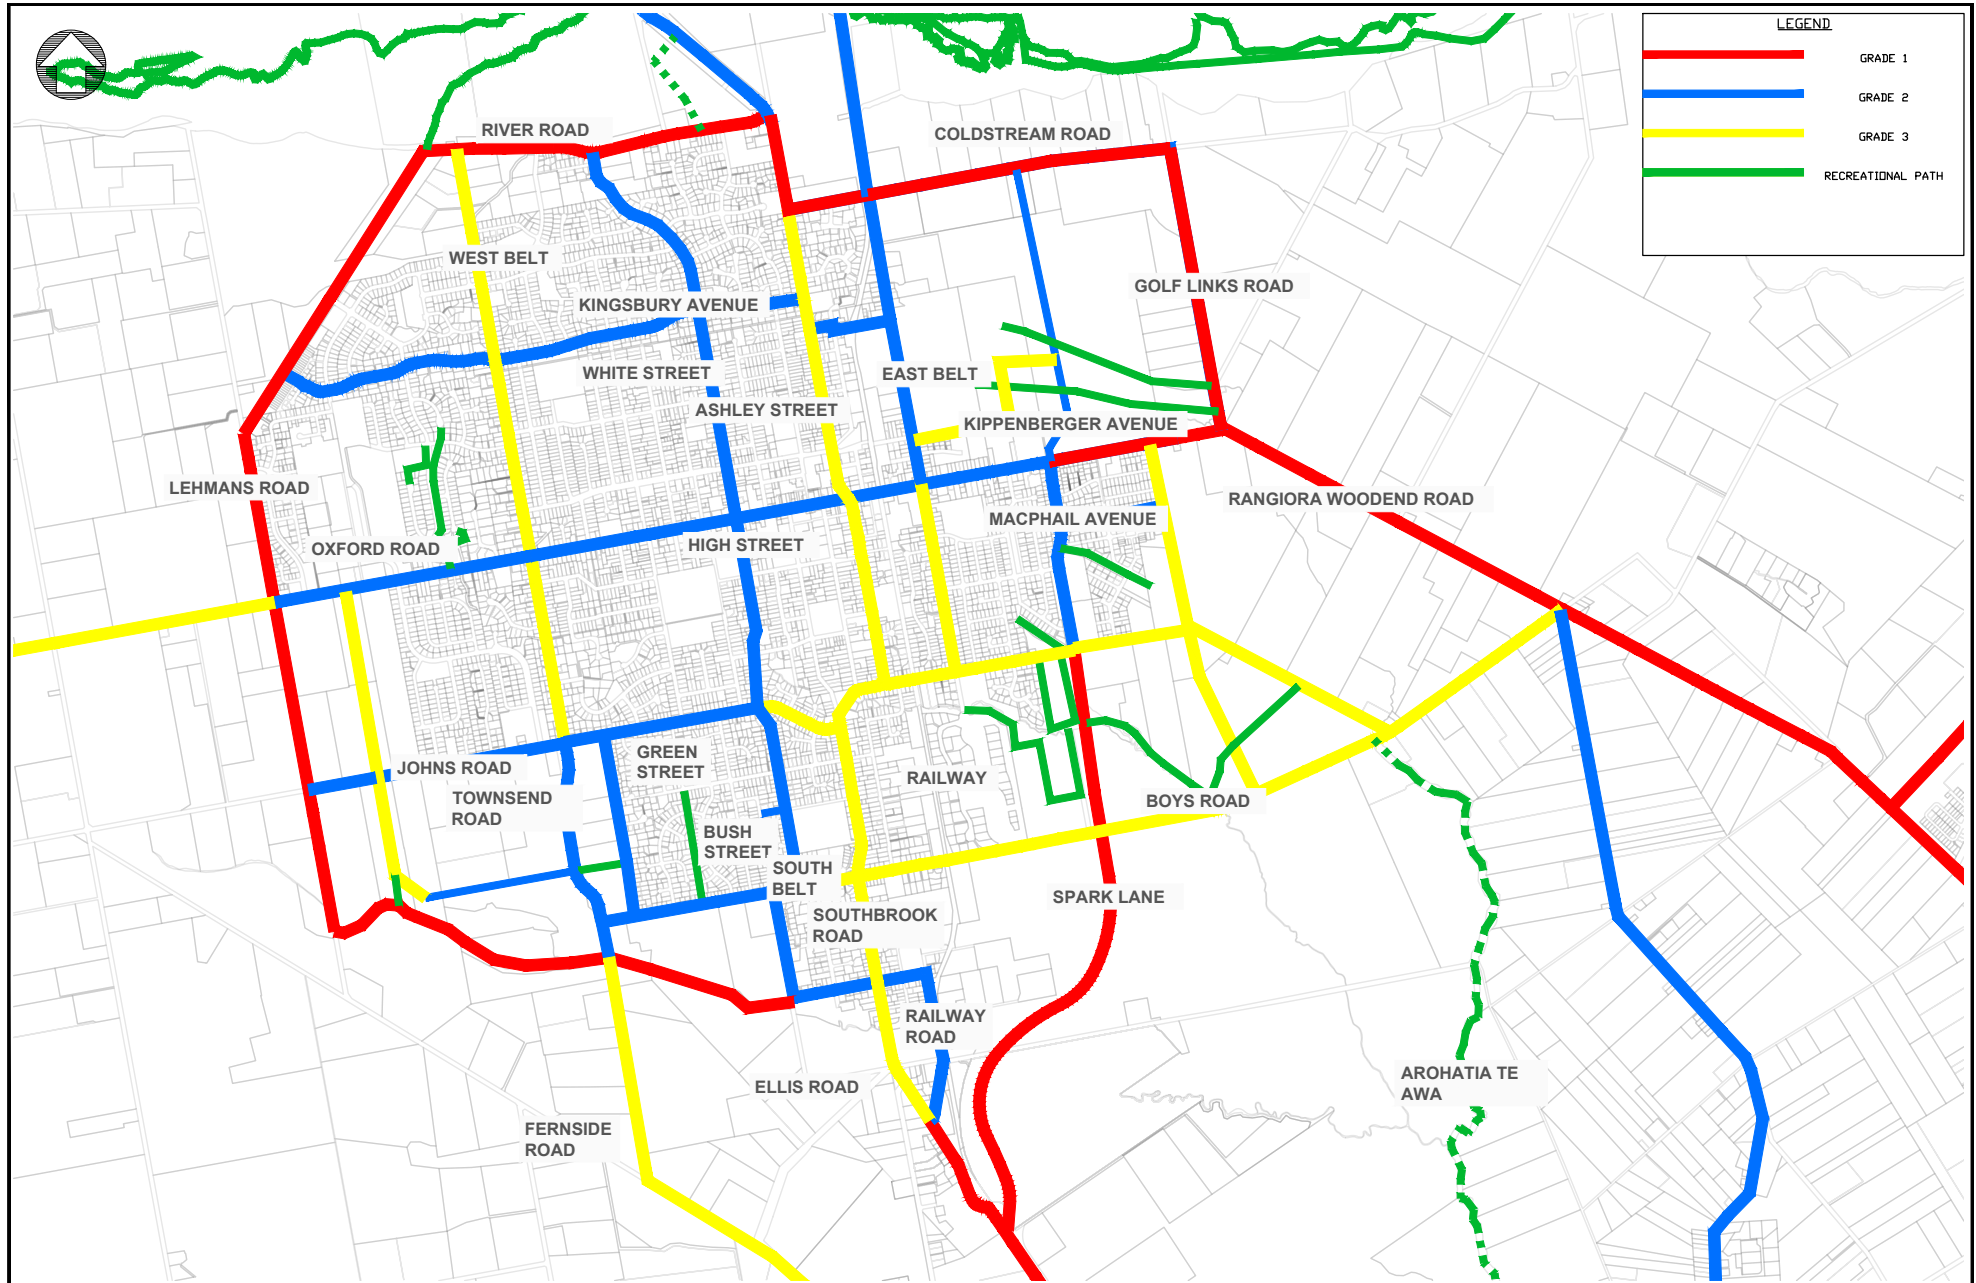 LEGEND
GRADE 1
GRADE 2
GRADE 3
RECREATIONAL PATH
RIVER ROAD
COLDSTREAM ROAD
WEST BELT
GOLF LINKS ROAD
KINGSBURY AVENUE
WHITE STREET
EAST BELT
ASHLEY STREET
KIPPENBERGER AVENUE
LEHMANS ROAD
RANGIORA WOODEND ROAD
MACPHAIL AVENUE
OXFORD ROAD
HIGH STREET
GREEN
STREET
JOHNS ROAD
RAILWAY
TOWNSEND
ROAD
BOYS ROAD
BUSH
STREET
SOUTH
BELT
SPARK LANE
SOUTHBROOK
ROAD
RAILWAY
ROAD
ELLIS ROAD
AROHATIA TE
AWA
FERNSIDE
ROAD